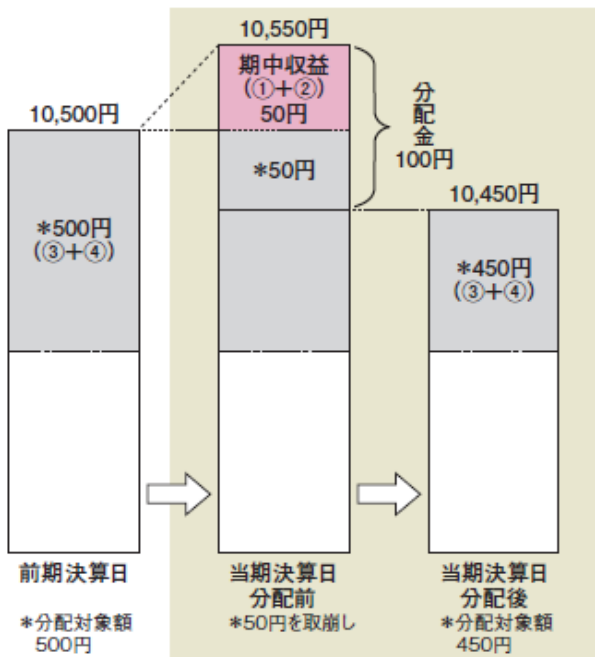 10,550円
期中収益
(①+②)
50円
分配金
100円
10,500円
*50円
10,450円
*500円
(③+④)
*450円
(③+④)
前期決算日
*分配対象額
500円
当期決算日
分配前
*50円を取崩し
当期決算日
分配後
*分配対象額
450円